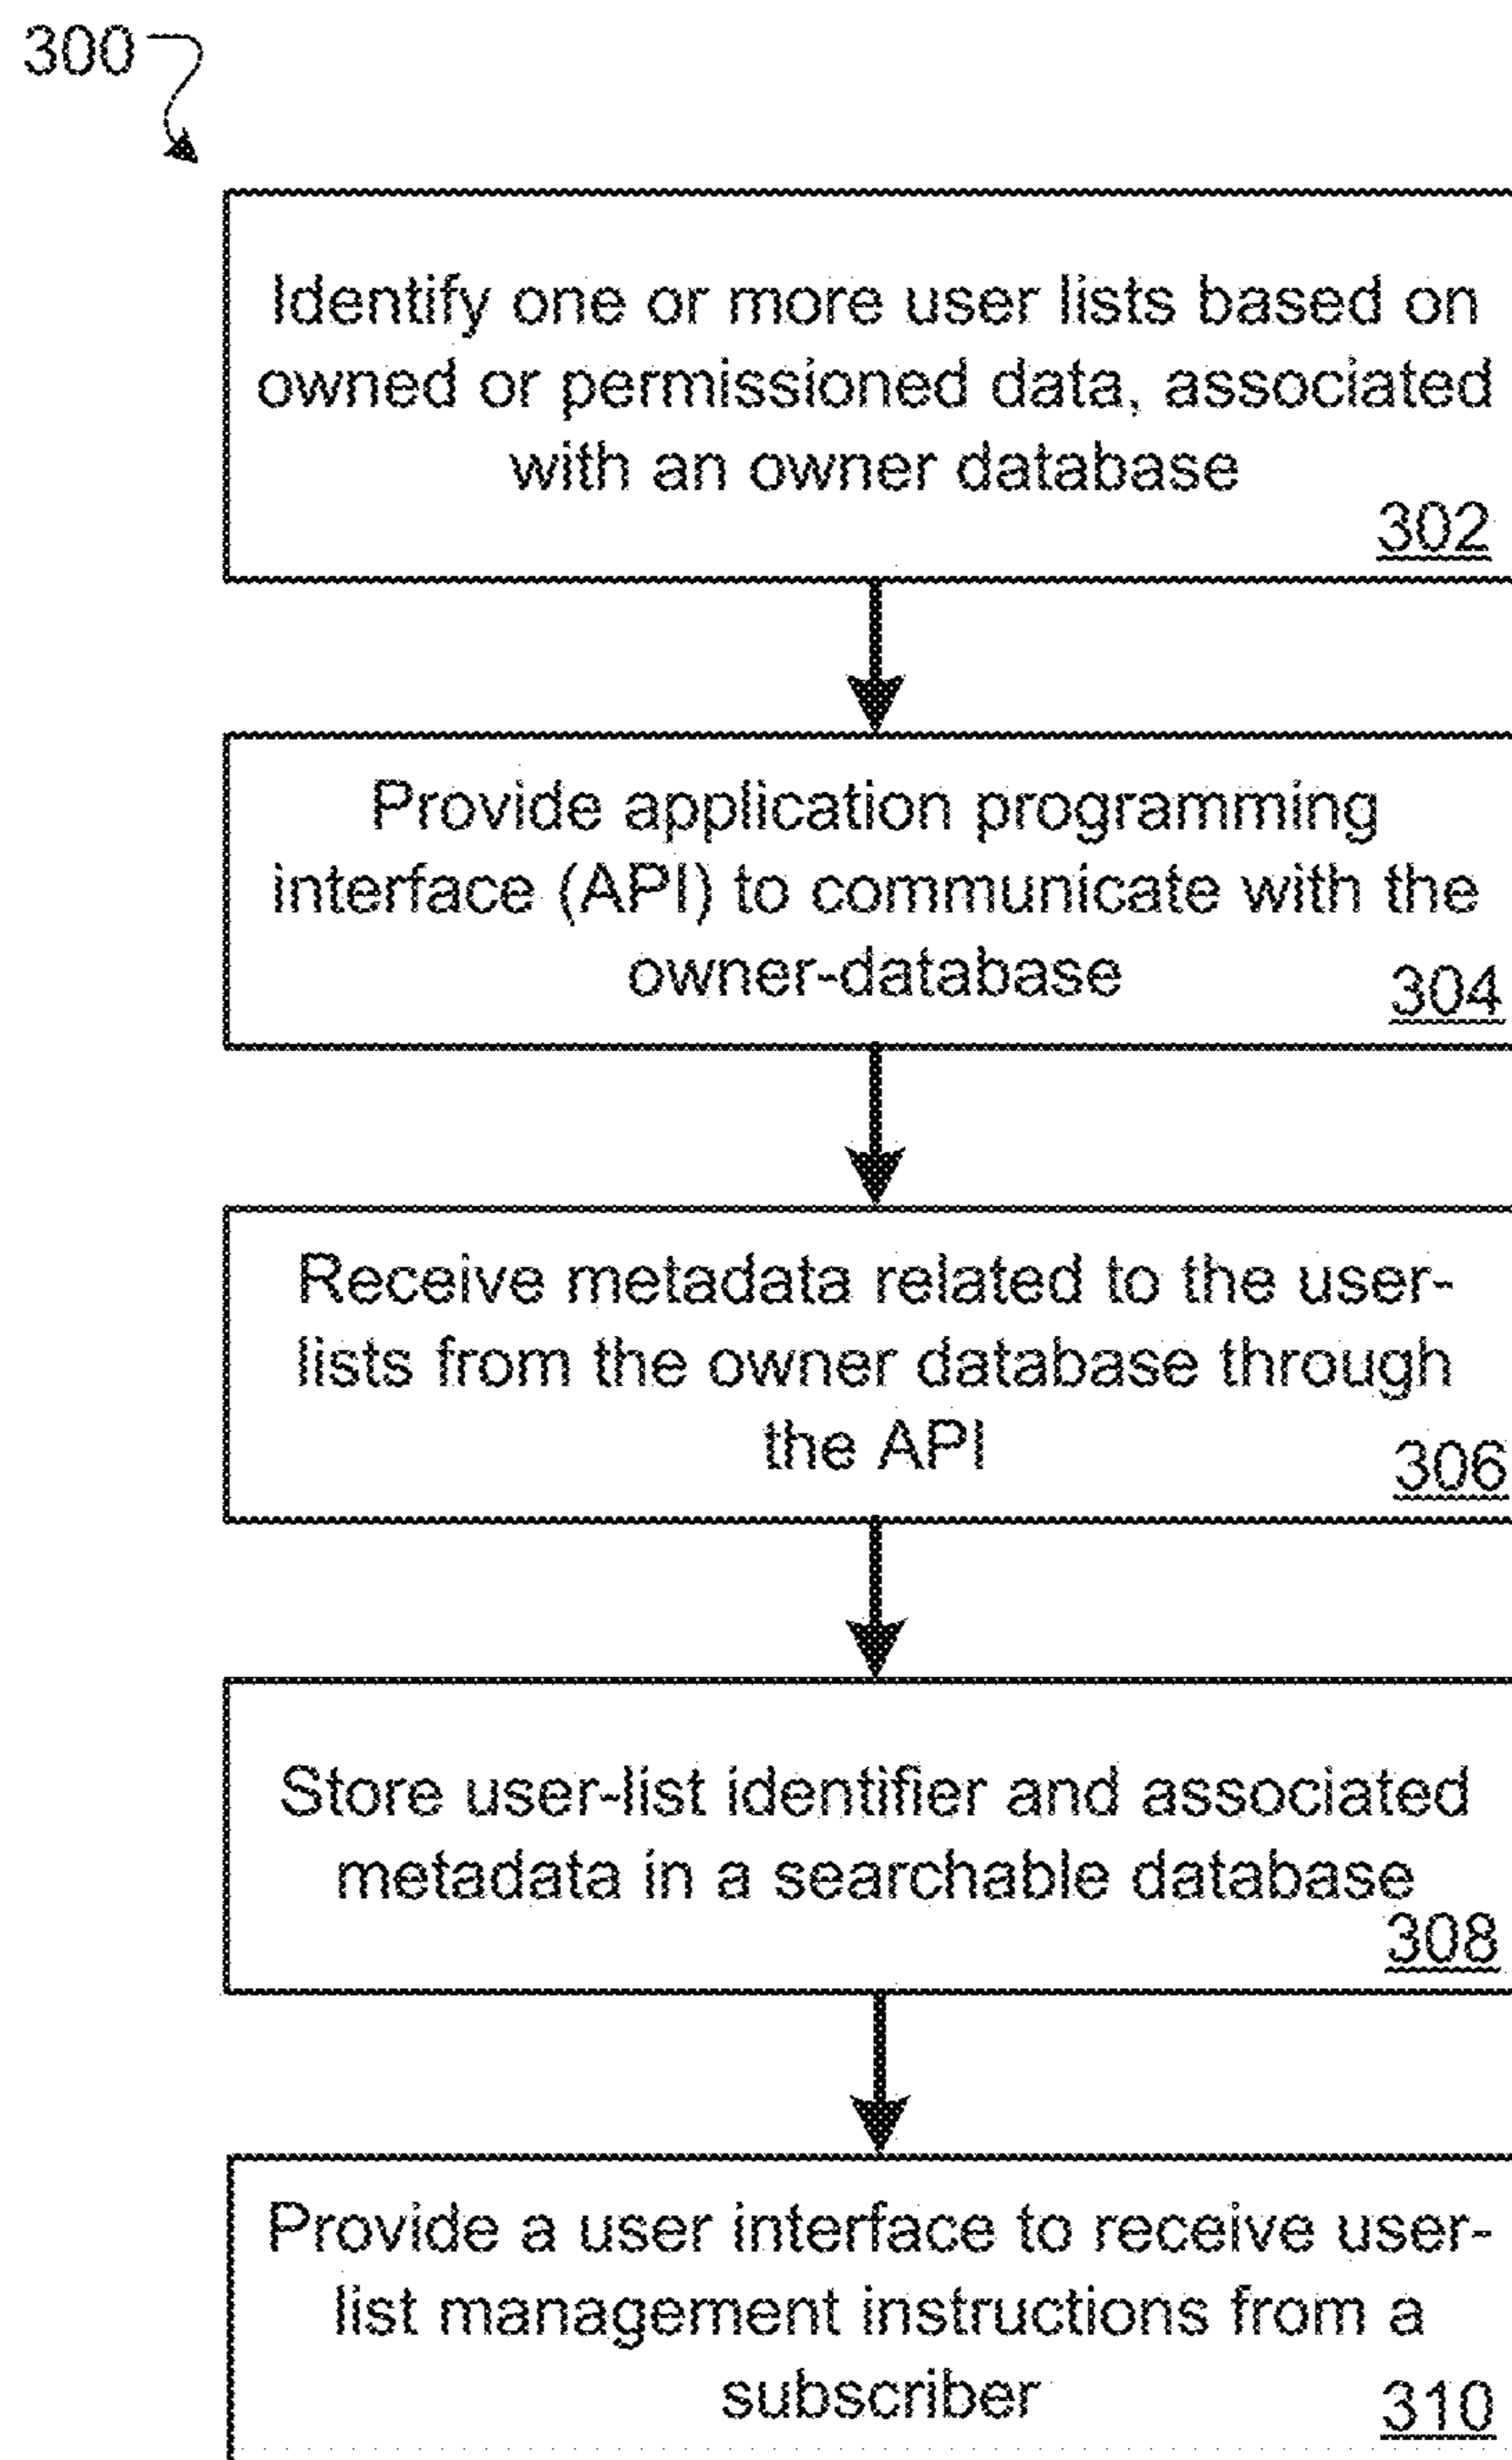 300
Identify one or more user lists based on
owned or permissioned data, associated
with an owner database
302
Provide application programming
interface (API) to communicate with the
owner-database
304
Receive metadata related to the user-
lists from the owner database through
the API
306
Store user-list identifier and associated
metadata in a searchable database
308
Provide a user interface to receive user-
list management instructions from a
subscriber
310